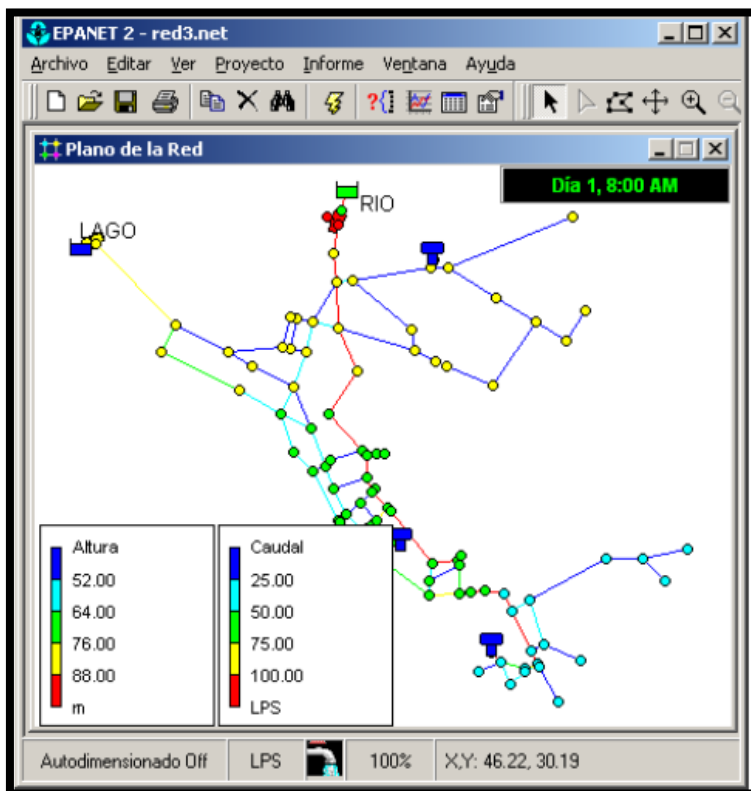 EPANET 2 - red3.net
Archivo Editar Ver Proyecto Informe Ventana Ayuda
Plano de la Red
Día 1, 8:00 AM
RIO
LAGO
Altura
52.00
64.00
76.00
88.00
m
Caudal
25.00
50.00
75.00
100.00
LPS
Autodimensionado Off LPS 100% X,Y: 46.22, 30.19